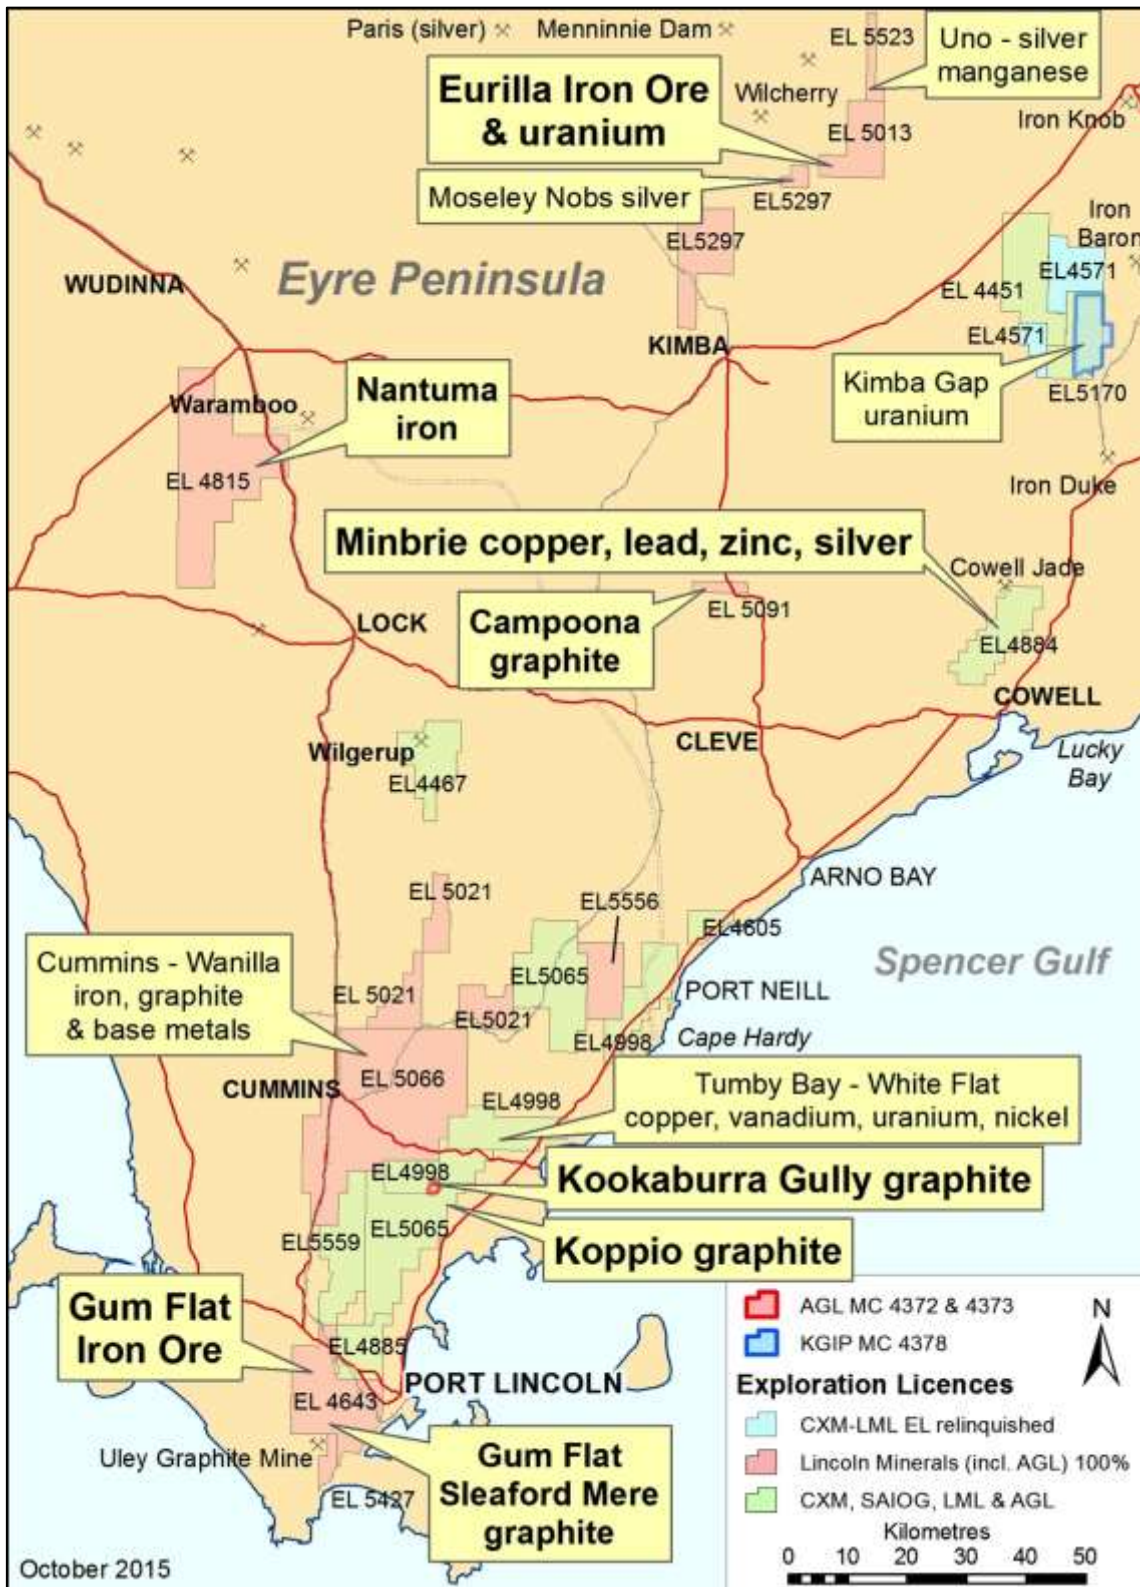 Paris (silver)
Menninnie Dam
EL 5523
Uno - silver
manganese
Eurilla Iron Ore
& uranium
Wilcherry
EL 5013
Iron Knob
Moseley Nobs silver
EL5297
EL5297
Iron
Baron
Eyre Peninsula
WUDINNA
EL 4451
EL4571
EL4571
KIMBA
Kimba Gap
uranium
EL5170
Nantuma
iron
Waramboo
EL 4815
Iron Duke
Minbrie copper, lead, zinc, silver
Cowell Jade
EL 5091
Campoona
graphite
LOCK
EL4884
COWELL
CLEVE
Lucky
Bay
Wilgerup
EL4467
ARNO BAY
EL 5021
EL5556
EL4605
Cummins - Wanilla
iron, graphite
& base metals
EL 5021
EL5021
EL5065
Spencer Gulf
PORT NEILL
EL4998
Cape Hardy
EL 5066
CUMMINS
EL4998
Tumby Bay - White Flat
copper, vanadium, uranium, nickel
EL4998
Kookaburra Gully graphite
EL5559
EL5065
Koppio graphite
Gum Flat
Iron Ore
EL4885
PORT LINCOLN
EL 4643
Uley Graphite Mine
Gum Flat
Sleaford Mere
graphite
EL 5427
AGL MC 4372 & 4373
KGIP MC 4378
N
Exploration Licences
CXM-LML EL relinquished
Lincoln Minerals (incl. AGL) 100%
CXM, SAIOG, LML & AGL
Kilometres
0 10 20 30 40 50
October 2015